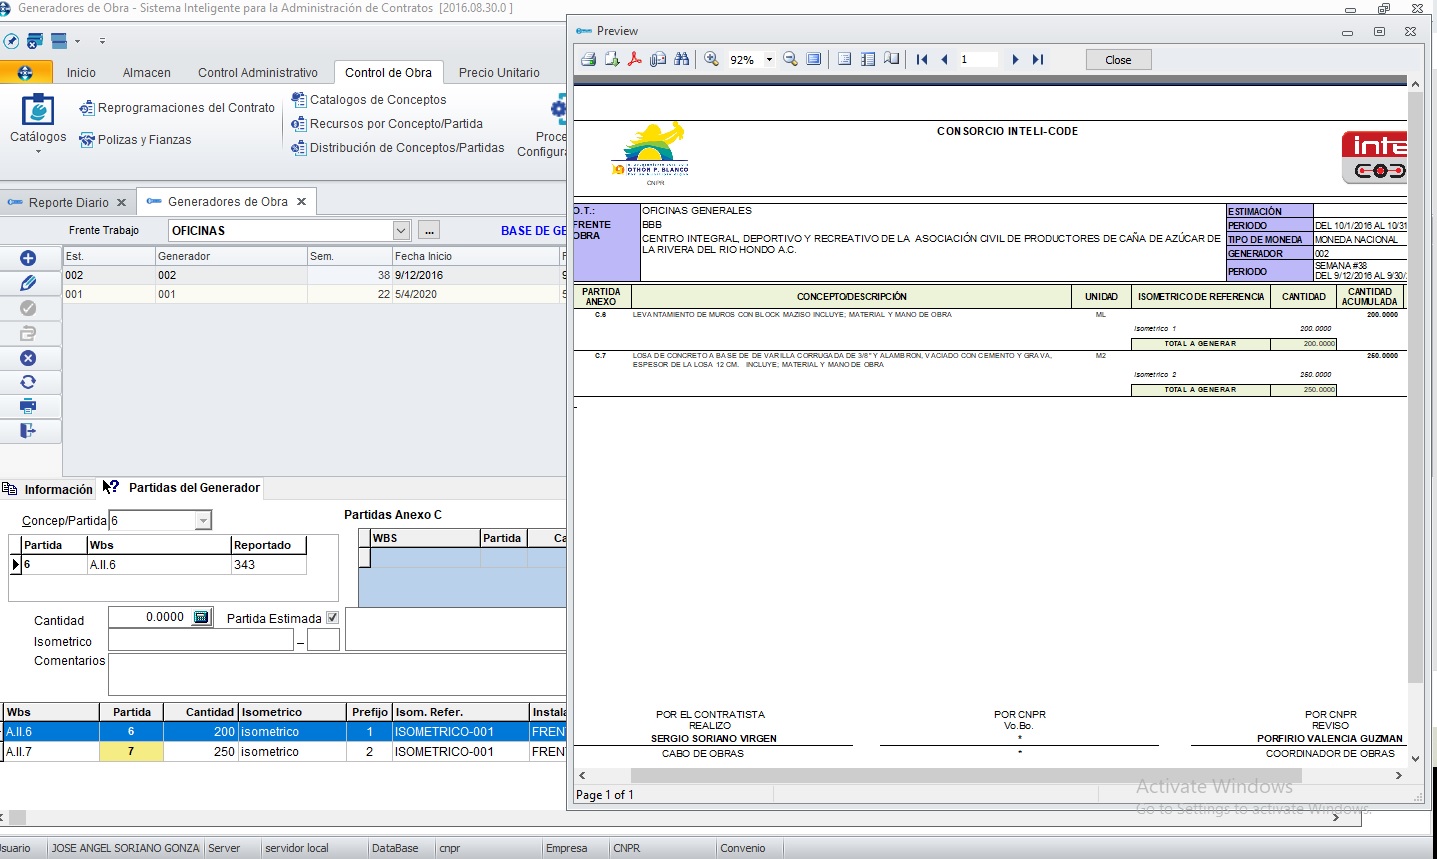 Generadores de Obra - Sistema Inteligente para la Administración de Contratos [2016.08.30.0 ]
Inicio Almacen Control Administrativo Control de Obra Precio Unitario
Catálogos
Reprogramaciones del Contrato
Polizas y Fianzas
Catalogos de Conceptos
Recursos por Concepto/Partida
Distribución de Conceptos/Partidas
Proce
Configura
Reporte Diario Generadores de Obra
Frente Trabajo OFICINAS ... BASE DE GE
Est. Generador Sem. Fecha Inicio F
002 002 38 9/12/2016 9
001 001 22 5/4/2020 5
Información Partidas del Generador
Concep/Partida 6
Partida Wbs Reportado
6 A.II.6 343
Partidas Anexo C
WBS Partida Ca
Cantidad 0.0000 Partida Estimada
Isometrico –
Comentarios
Wbs Partida Cantidad Isometrico Prefijo Isom. Refer. Instala
A.II.6 6 200 isometrico 1 ISOMETRICO-001 FREN
A.II.7 7 250 isometrico 2 ISOMETRICO-001 FREN
Preview
92% 1 Close
CONSORCIO INTELI-CODE
OTHON P. BLANCO
CNPR
inte
COD
O.T.: OFICINAS GENERALES
FRENTE BBB
OBRA CENTRO INTEGRAL, DEPORTIVO Y RECREATIVO DE LA ASOCIACIÓN CIVIL DE PRODUCTORES DE CAÑA DE AZÚCAR DE
LA RIVERA DEL RIO HONDO A.C.
ESTIMACIÓN
PERIODO DEL 10/1/2016 AL 10/31
TIPO DE MONEDA MONEDA NACIONAL
GENERADOR 002
PERIODO SEMANA #38
DEL 9/12/2016 AL 9/30/
PARTIDA ANEXO CONCEPTO/DESCRIPCIÓN UNIDAD ISOMETRICO DE REFERENCIA CANTIDAD CANTIDAD ACUMULADA
C.6 LEVANTAMIENTO DE MUROS CON BLOCK MAZISO INCLUYE; MATERIAL Y MANO DE OBRA ML 200.0000
Isometrico 1 200.0000
TOTAL A GENERAR 200.0000
C.7 LOSA DE CONCRETO A BASE DE DE VARILLA CORRUGADA DE 3/8" Y ALAMBRON, VACIADO CON CEMENTO Y GRAVA, M2 250.0000
ESPESOR DE LA LOSA 12 CM. INCLUYE; MATERIAL Y MANO DE OBRA
Isometrico 2 250.0000
TOTAL A GENERAR 250.0000
POR EL CONTRATISTA POR CNPR POR CNPR
REALIZO Vo.Bo. REVISO
SERGIO SORIANO VIRGEN * PORFIRIO VALENCIA GUZMAN
CABO DE OBRAS * COORDINADOR DE OBRAS
Page 1 of 1
Activate Windows
Go to Settings to activate Windows.
Usuario JOSE ANGEL SORIANO GONZA Server servidor local DataBase cnpr Empresa CNPR Convenio